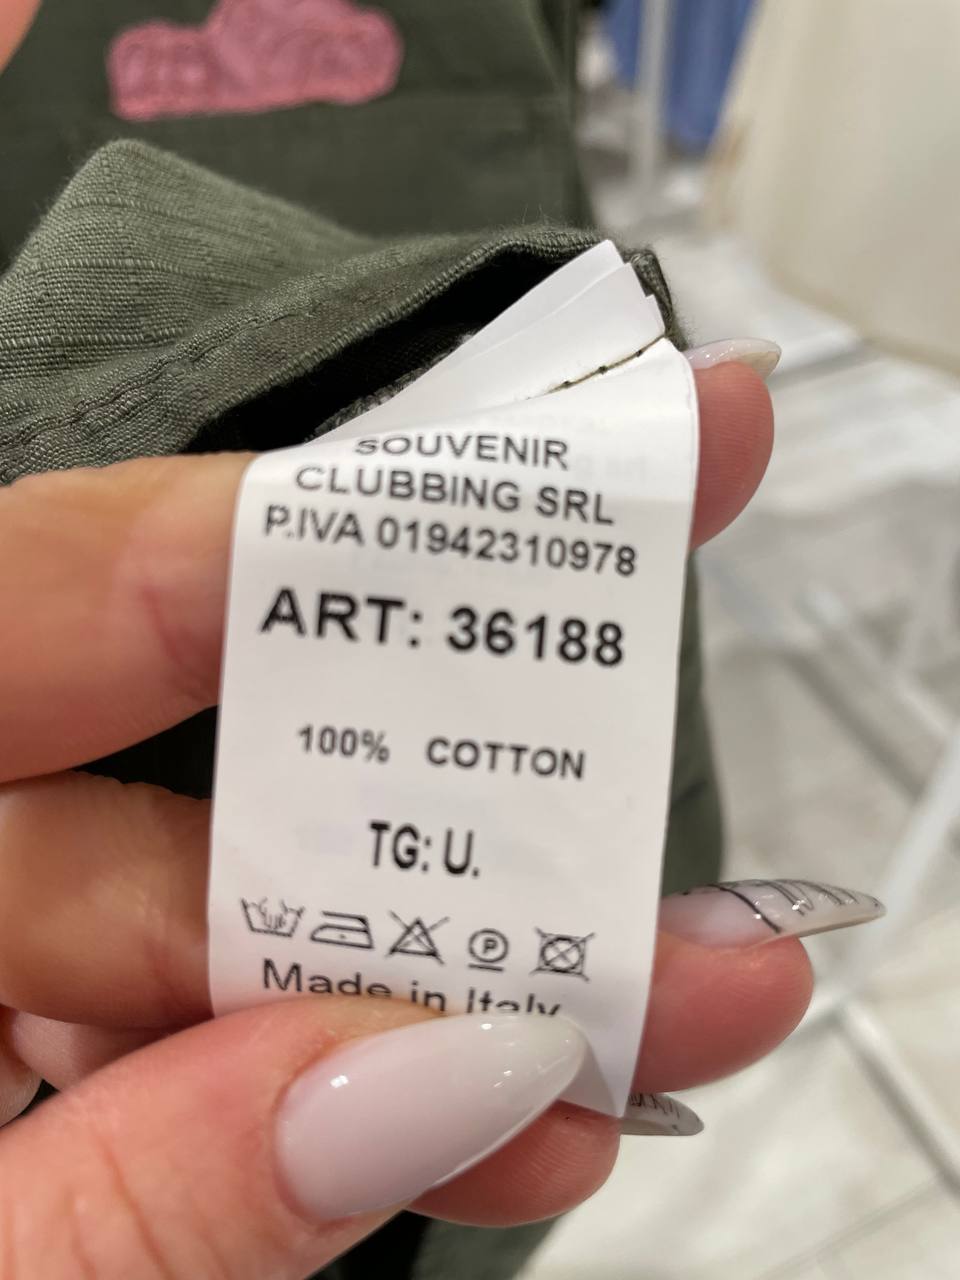 SOUVENIR
CLUBBING SRL
P.IVA 01942310978
ART: 36188
100% COTTON
TG: U.
P
Made in Italy